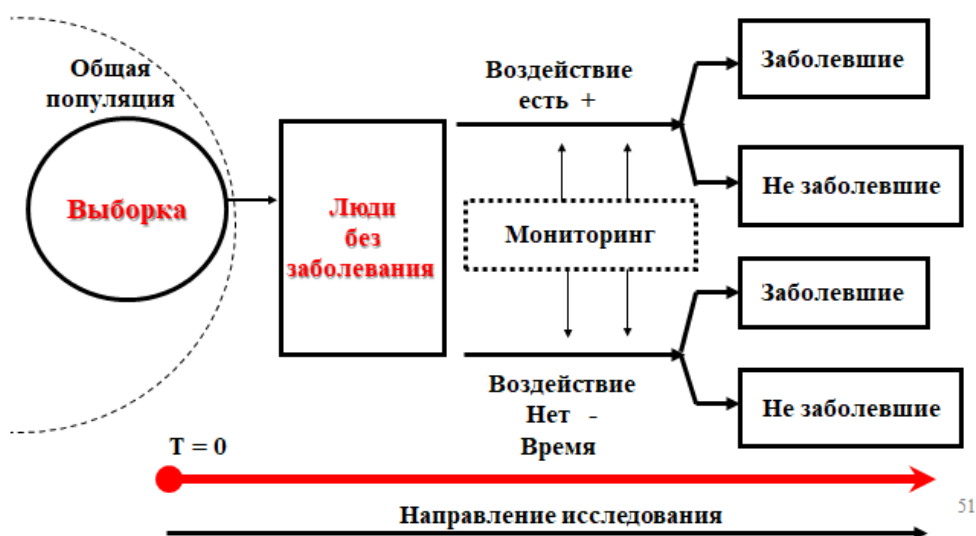 Общая
популяция
Выборка
Люди
без
заболевания
Воздействие
есть +
Мониторинг
Воздействие
Нет -
Время
Заболевшие
Не заболевшие
Заболевшие
Не заболевшие
T = 0
Направление исследования
51